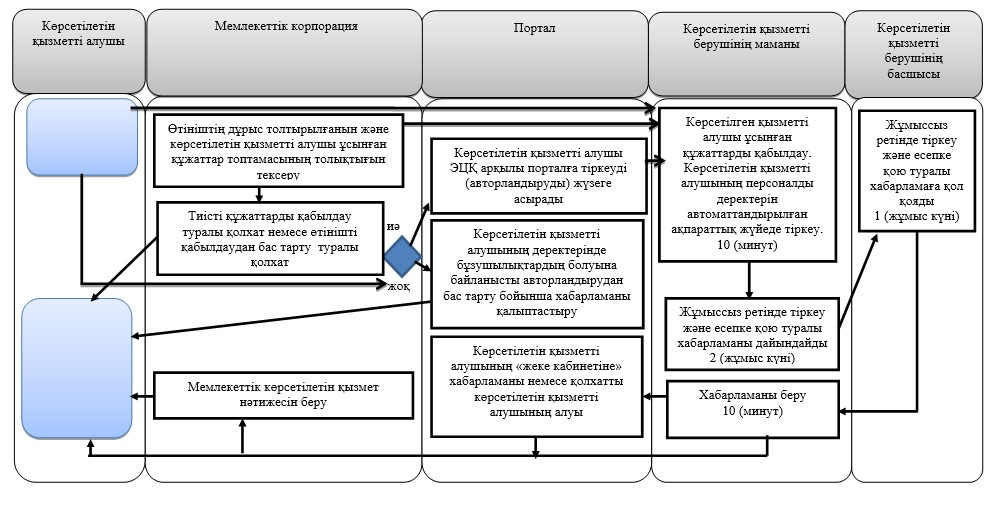 Көрсетілетін
қызметті алушы
Мемлекеттік корпорация
Портал
Көрсетілетін қызметті
берушінің маманы
Көрсетілетін
қызметті
берушінің
басшысы
Өтініштің дұрыс толтырылғанын және
көрсетілетін қызметті алушы ұсынған
құжаттар топтамасының толықтығын
тексеру
Тиісті құжаттарды қабылдау
туралы қолхат немесе өтінішті
қабылдаудан бас тарту туралы
қолхат
иә
жоқ
Көрсетілетін қызметті алушы
ЭЦҚ арқылы порталға тіркеуді
(авторландыруды) жүзеге
асырады
Көрсетілетін қызметті
алушының деректерінде
бұзушылықтардың болуына
байланысты авторландырудан
бас тарту бойынша хабарламаны
қалыптастыру
Көрсетілетін қызметті
алушының «жеке кабинетіне»
хабарламаны немесе қолхатты
көрсетілетін қызметті
алушының алуы
Көрсетілген қызметті
алушы ұсынған
құжаттарды қабылдау.
Көрсетілетін қызметті
алушының персоналды
деректерін
автоматтандырылған
ақпараттық жүйеде тіркеу.
10 (минут)
Жұмыссыз ретінде тіркеу
және есепке қою туралы
хабарламаны дайындайды
2 (жұмыс күні)
Хабарламаны беру
10 (минут)
Жұмыссыз
ретінде тіркеу
және есепке
қою туралы
хабарламаға қол
қояды
1 (жұмыс күні)
Мемлекеттік көрсетілетін қызмет
нәтижесін беру